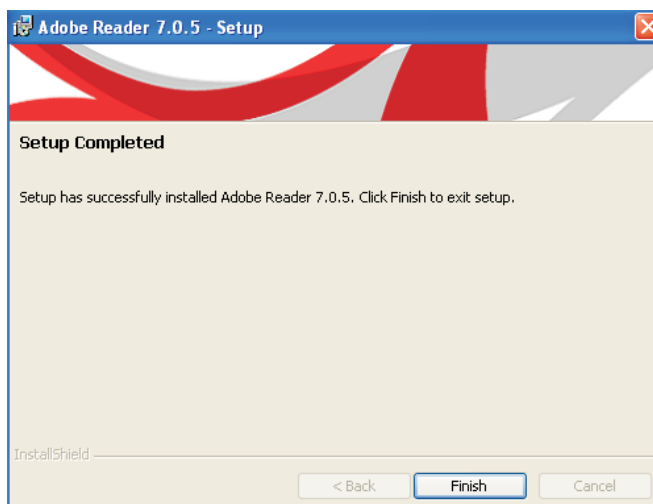 Adobe Reader 7.0.5 - Setup
Setup Completed
Setup has successfully installed Adobe Reader 7.0.5. Click Finish to exit setup.
InstallShield
< Back Finish Cancel